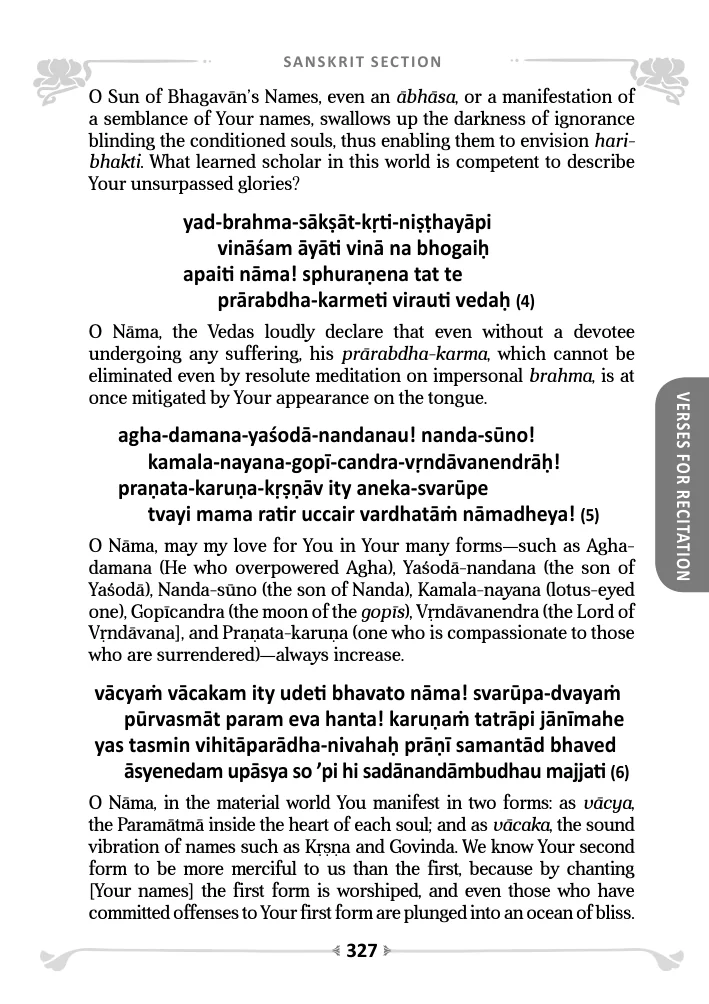 SANSKRIT SECTION
O Sun of Bhagavān’s Names, even an ābhāsa, or a manifestation of
a semblance of Your names, swallows up the darkness of ignorance
blinding the conditioned souls, thus enabling them to envision hari-
bhakti. What learned scholar in this world is competent to describe
Your unsurpassed glories?
yad-brahma-sākṣāt-kṛti-niṣṭhayāpi
vināśam āyāti vinā na bhogaiḥ
apaiti nāma! sphuraṇena tat te
prārabdha-karmeti virauti vedaḥ (4)
O Nāma, the Vedas loudly declare that even without a devotee
undergoing any suffering, his prārabdha-karma, which cannot be
eliminated even by resolute meditation on impersonal brahma, is at
once mitigated by Your appearance on the tongue.
agha-damana-yaśodā-nandanau! nanda-sūno!
kamala-nayana-gopī-candra-vṛndāvanendrāḥ!
praṇata-karuṇa-kṛṣṇāv ity aneka-svarūpe
tvayi mama ratir uccair vardhatāṁ nāmadheya! (5)
O Nāma, may my love for You in Your many forms—such as Agha-
damana (He who overpowered Agha), Yaśodā-nandana (the son of
Yaśodā), Nanda-sūno (the son of Nanda), Kamala-nayana (lotus-eyed
one), Gopīcandra (the moon of the gopīs), Vṛndāvanendra (the Lord of
Vṛndāvana], and Praṇata-karuṇa (one who is compassionate to those
who are surrendered)—always increase.
vācyaṁ vācakam ity udeti bhavato nāma! svarūpa-dvayaṁ
pūrvasmāt param eva hanta! karuṇaṁ tatrāpi jānīmahe
yas tasmin vihitāparādha-nivahaḥ prāṇī samantād bhaved
āsyenedam upāsya so ’pi hi sadānandāmbudhau majjati (6)
O Nāma, in the material world You manifest in two forms: as vācya,
the Paramātmā inside the heart of each soul; and as vācaka, the sound
vibration of names such as Kṛṣṇa and Govinda. We know Your second
form to be more merciful to us than the first, because by chanting
[Your names] the first form is worshiped, and even those who have
committed offenses to Your first form are plunged into an ocean of bliss.
VERSES FOR RECITATION
327